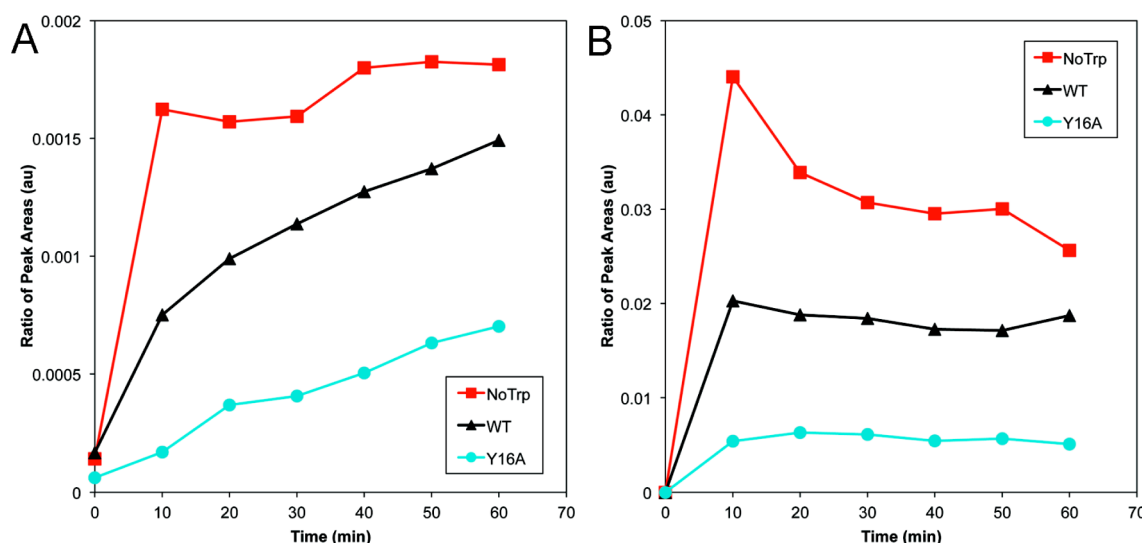 A
Ratio of Peak Areas (au)
0.002
0.0015
0.001
0.0005
0
0 10 20 30 40 50 60 70
Time (min)
NoTrp
WT
Y16A
B
Ratio of Peak Areas (au)
0.05
0.04
0.03
0.02
0.01
0
0 10 20 30 40 50 60 70
Time (min)
NoTrp
WT
Y16A